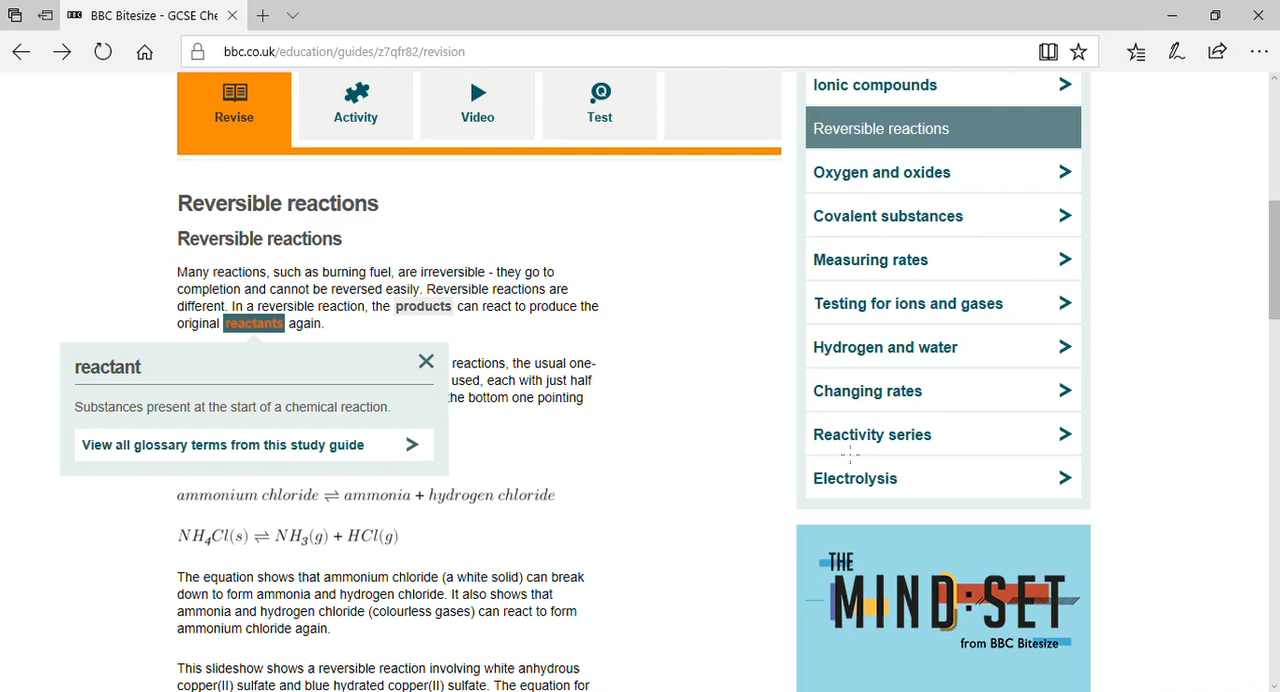 BBC Bitesize - GCSE Che
bbc.co.uk/education/guides/z7qfr82/revision
Revise
Activity
Video
Test
Reversible reactions
Reversible reactions
Many reactions, such as burning fuel, are irreversible - they go to
completion and cannot be reversed easily. Reversible reactions are
different. In a reversible reaction, the products can react to produce the
original reactants again.
reactions, the usual one-
used, each with just half
the bottom one pointing
reactant
Substances present at the start of a chemical reaction.
View all glossary terms from this study guide
ammonium chloride ⇌ ammonia + hydrogen chloride
NH₄Cl(s) ⇌ NH₃(g) + HCl(g)
The equation shows that ammonium chloride (a white solid) can break
down to form ammonia and hydrogen chloride. It also shows that
ammonia and hydrogen chloride (colourless gases) can react to form
ammonium chloride again.
This slideshow shows a reversible reaction involving white anhydrous
copper(II) sulfate and blue hydrated copper(II) sulfate. The equation for
Ionic compounds
Reversible reactions
Oxygen and oxides
Covalent substances
Measuring rates
Testing for ions and gases
Hydrogen and water
Changing rates
Reactivity series
Electrolysis
THE
MIND:SET
from BBC Bitesize